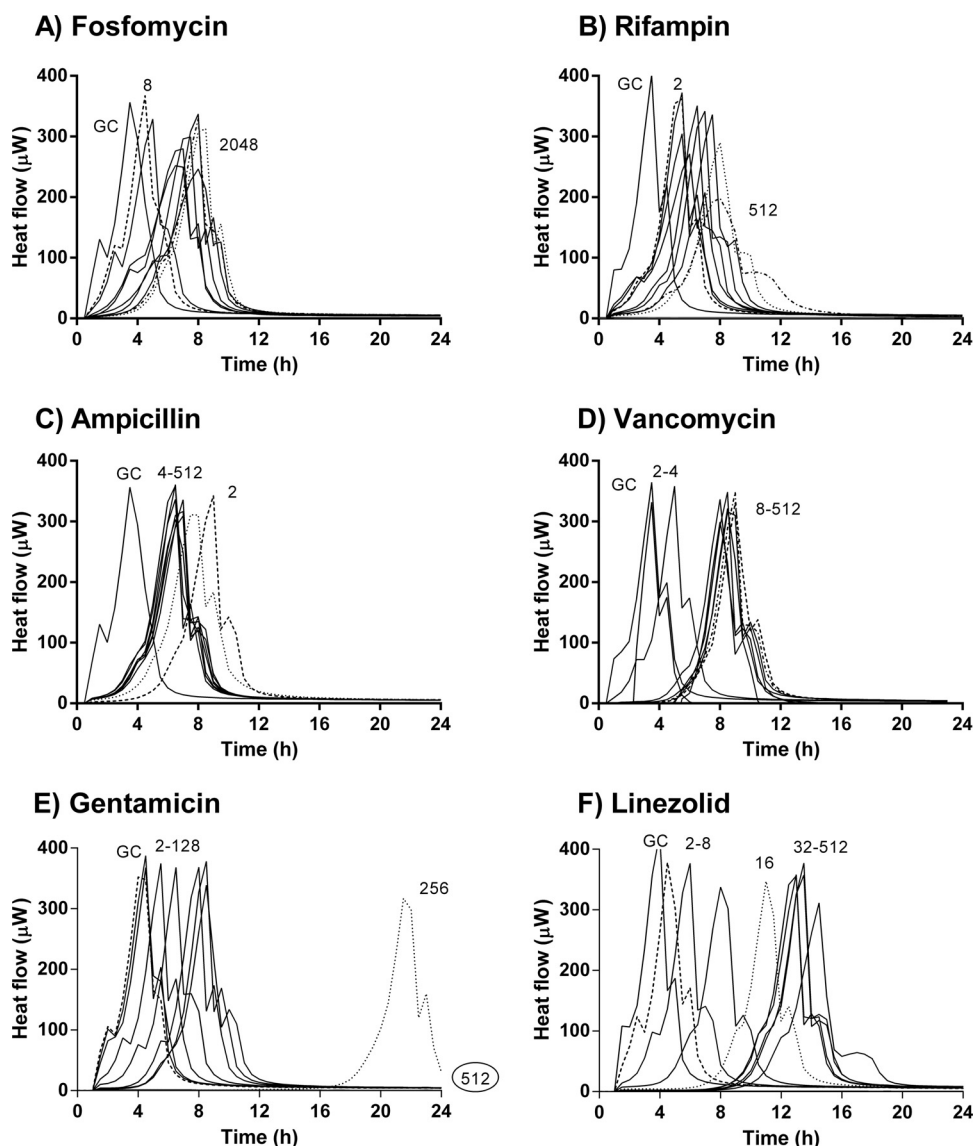 A) Fosfomycin
B) Rifampin
400
300
200
100
0
Heat flow (µW)
GC
8
2048
0 4 8 12 16 20 24
Time (h)
400
300
200
100
0
Heat flow (µW)
GC
2
512
0 4 8 12 16 20 24
Time (h)
C) Ampicillin
D) Vancomycin
400
300
200
100
0
Heat flow (µW)
GC
4-512
2
0 4 8 12 16 20 24
Time (h)
400
300
200
100
0
Heat flow (µW)
GC
2-4
8-512
0 4 8 12 16 20 24
Time (h)
E) Gentamicin
F) Linezolid
400
300
200
100
0
Heat flow (µW)
GC
2-128
256
512
0 4 8 12 16 20 24
Time (h)
400
300
200
100
0
Heat flow (µW)
GC
2-8
16
32-512
0 4 8 12 16 20 24
Time (h)